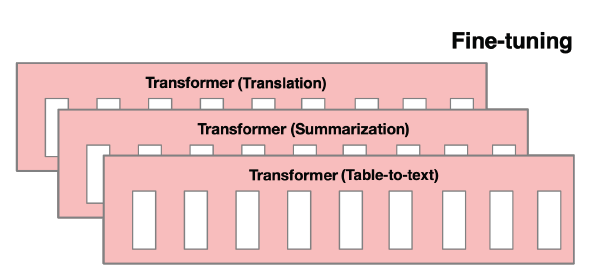 Fine-tuning
Transformer (Translation)
Transformer (Summarization)
Transformer (Table-to-text)